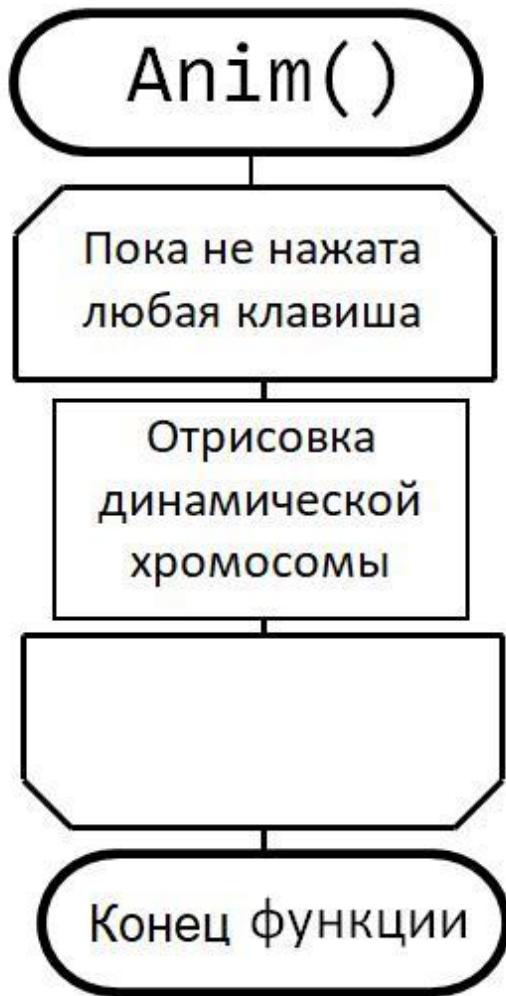 Anim()
Пока не нажата
любая клавиша
Отрисовка
динамической
хромосомы
Конец функции